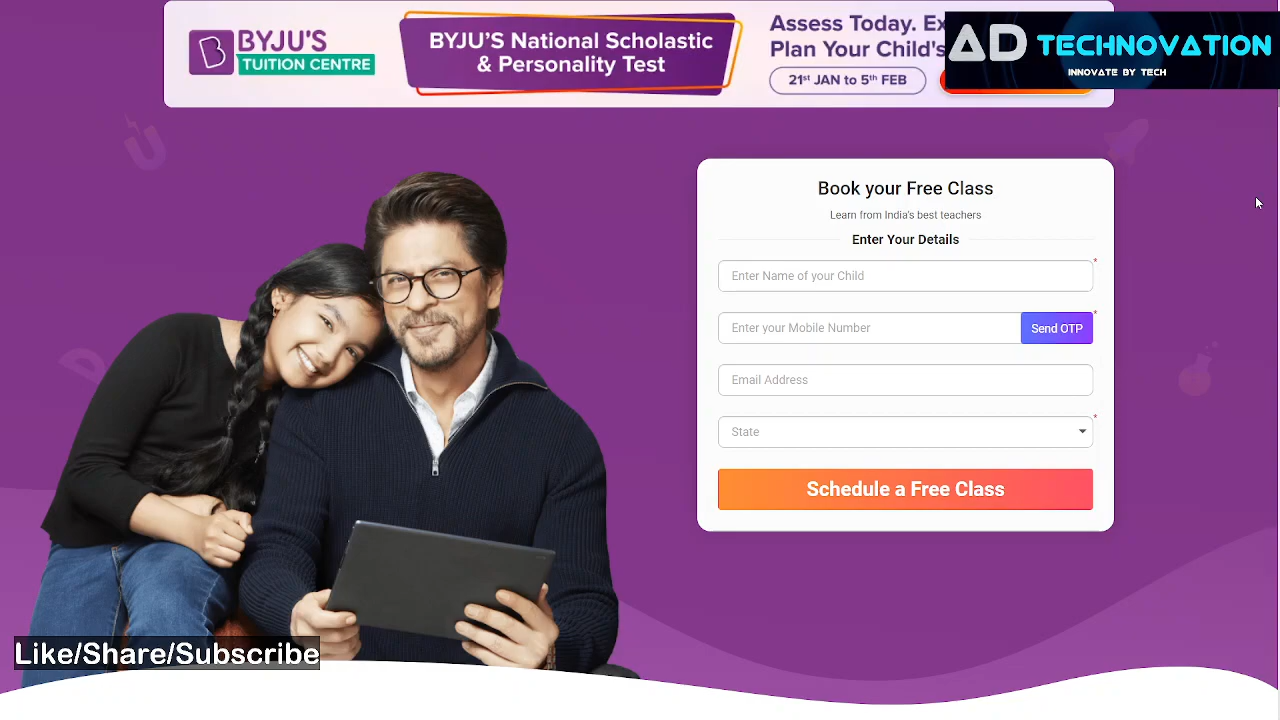 BYJU'S
TUITION CENTRE
BYJU'S National Scholastic
& Personality Test
Assess Today. Ex
Plan Your Child's
21st JAN to 5th FEB
AD TECHNOVATION
INNOVATE BY TECH
Book your Free Class
Learn from India's best teachers
Enter Your Details
Enter Name of your Child
*
Enter your Mobile Number
Send OTP
*
Email Address
State
*
Schedule a Free Class
Like/Share/Subscribe